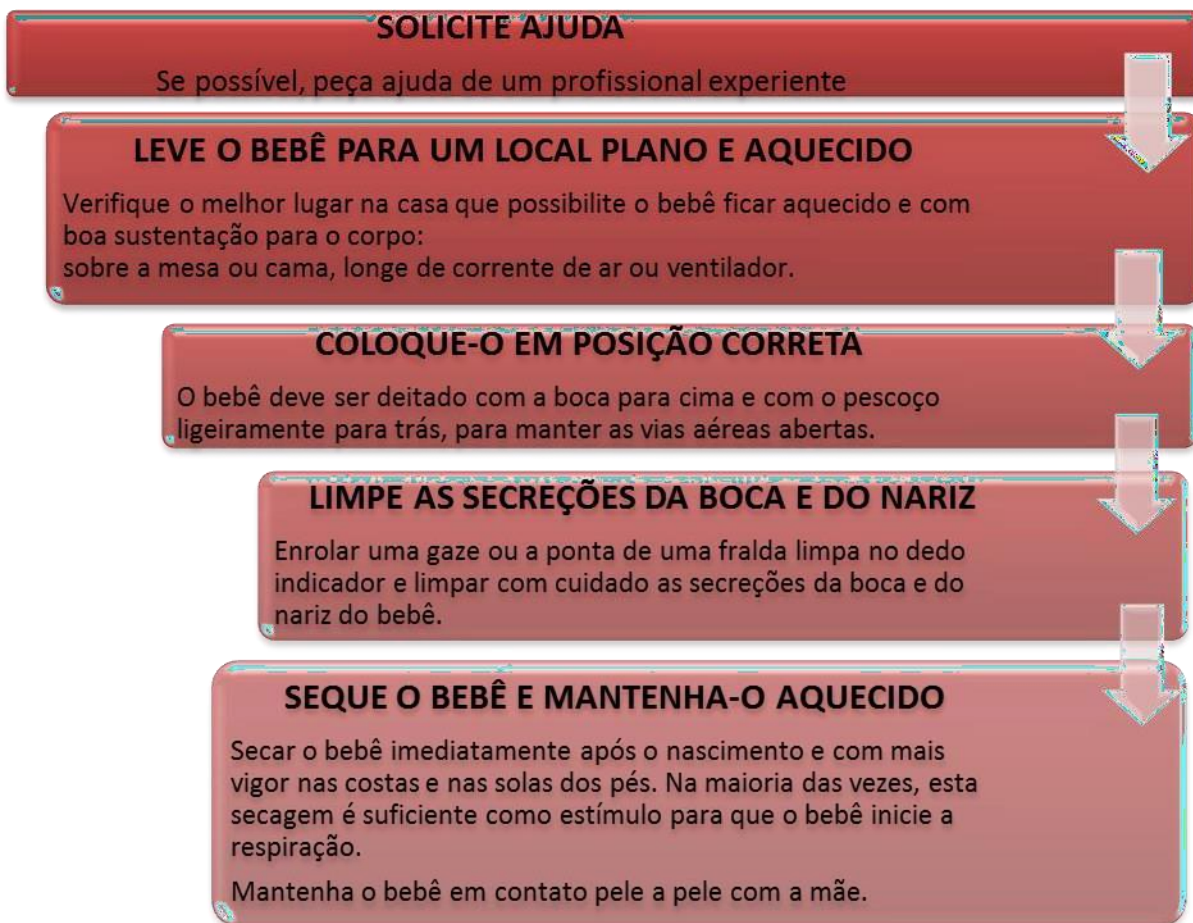 SOLICITE AJUDA
Se possível, peça ajuda de um profissional experiente
LEVE O BEBÊ PARA UM LOCAL PLANO E AQUECIDO
Verifique o melhor lugar na casa que possibilite o bebê ficar aquecido e com
boa sustentação para o corpo:
sobre a mesa ou cama, longe de corrente de ar ou ventilador.
COLOQUE-O EM POSIÇÃO CORRETA
O bebê deve ser deitado com a boca para cima e com o pescoço
ligeiramente para trás, para manter as vias aéreas abertas.
LIMPE AS SECREÇÕES DA BOCA E DO NARIZ
Enrolar uma gaze ou a ponta de uma fralda limpa no dedo
indicador e limpar com cuidado as secreções da boca e do
nariz do bebê.
SEQUE O BEBÊ E MANTENHA-O AQUECIDO
Secar o bebê imediatamente após o nascimento e com mais
vigor nas costas e nas solas dos pés. Na maioria das vezes, esta
secagem é suficiente como estímulo para que o bebê inicie a
respiração.
Mantenha o bebê em contato pele a pele com a mãe.